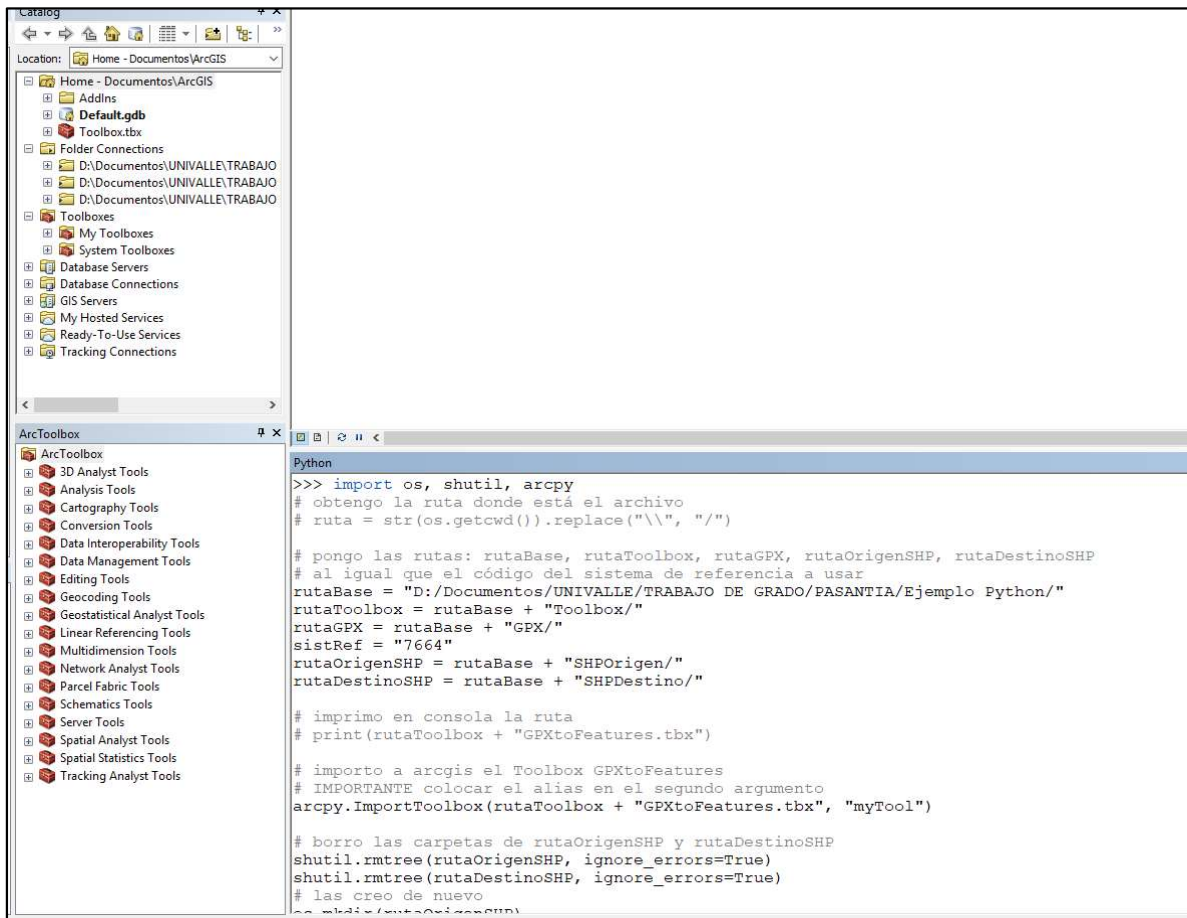 Catalog
Location: Home - Documentos\ArcGIS
Home - Documentos\ArcGIS
AddIns
Default.gdb
Toolbox.tbx
Folder Connections
D:\Documentos\UNIVALLE\TRABAJO
D:\Documentos\UNIVALLE\TRABAJO
D:\Documentos\UNIVALLE\TRABAJO
Toolboxes
My Toolboxes
System Toolboxes
Database Servers
Database Connections
GIS Servers
My Hosted Services
Ready-To-Use Services
Tracking Connections
ArcToolbox
ArcToolbox
3D Analyst Tools
Analysis Tools
Cartography Tools
Conversion Tools
Data Interoperability Tools
Data Management Tools
Editing Tools
Geocoding Tools
Geostatistical Analyst Tools
Linear Referencing Tools
Multidimension Tools
Network Analyst Tools
Parcel Fabric Tools
Schematics Tools
Server Tools
Spatial Analyst Tools
Spatial Statistics Tools
Tracking Analyst Tools
Python
>>> import os, shutil, arcpy
# obtengo la ruta donde está el archivo
# ruta = str(os.getcwd()).replace("\\", "/")
# pongo las rutas: rutaBase, rutaToolbox, rutaGPX, rutaOrigenSHP, rutaDestinoSHP
# al igual que el código del sistema de referencia a usar
rutaBase = "D:/Documentos/UNIVALLE/TRABAJO DE GRADO/PASANTIA/Ejemplo Python/"
rutaToolbox = rutaBase + "Toolbox/"
rutaGPX = rutaBase + "GPX/"
sistRef = "7664"
rutaOrigenSHP = rutaBase + "SHPOrigen/"
rutaDestinoSHP = rutaBase + "SHPDestino/"
# imprimo en consola la ruta
# print(rutaToolbox + "GPXtoFeatures.tbx")
# importo a arcgis el Toolbox GPXtoFeatures
# IMPORTANTE colocar el alias en el segundo argumento
arcpy.ImportToolbox(rutaToolbox + "GPXtoFeatures.tbx", "myTool")
# borro las carpetas de rutaOrigenSHP y rutaDestinoSHP
shutil.rmtree(rutaOrigenSHP, ignore_errors=True)
shutil.rmtree(rutaDestinoSHP, ignore_errors=True)
# las creo de nuevo
os.mkdir(rutaOrigenSHP)